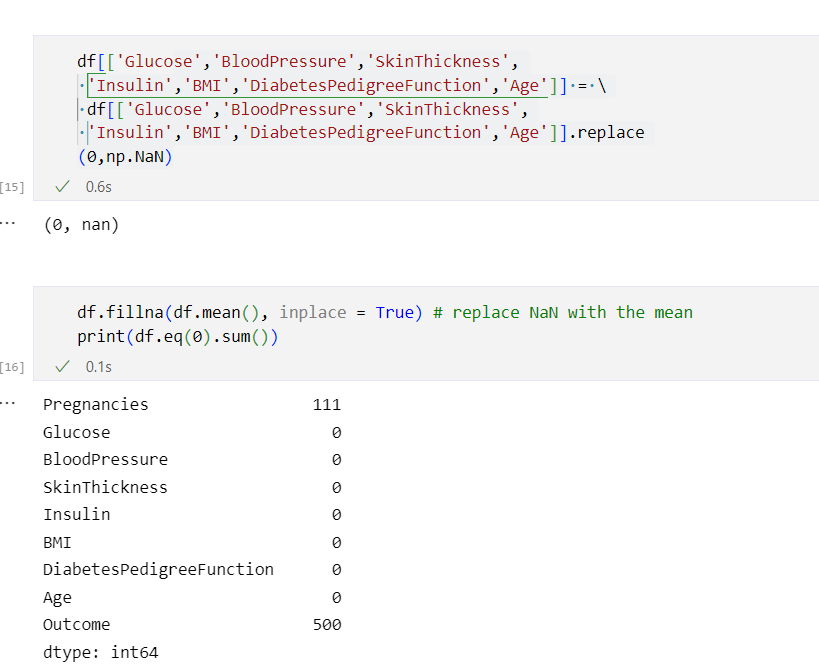 df[['Glucose','BloodPressure','SkinThickness',
'Insulin','BMI','DiabetesPedigreeFunction','Age']]·=·\
df[['Glucose','BloodPressure','SkinThickness',
'Insulin','BMI','DiabetesPedigreeFunction','Age']].replace
(0,np.NaN)
[15] ✓ 0.6s
··· (0, nan)
df.fillna(df.mean(), inplace = True) # replace NaN with the mean
print(df.eq(0).sum())
[16] ✓ 0.1s
··· Pregnancies 111
Glucose 0
BloodPressure 0
SkinThickness 0
Insulin 0
BMI 0
DiabetesPedigreeFunction 0
Age 0
Outcome 500
dtype: int64